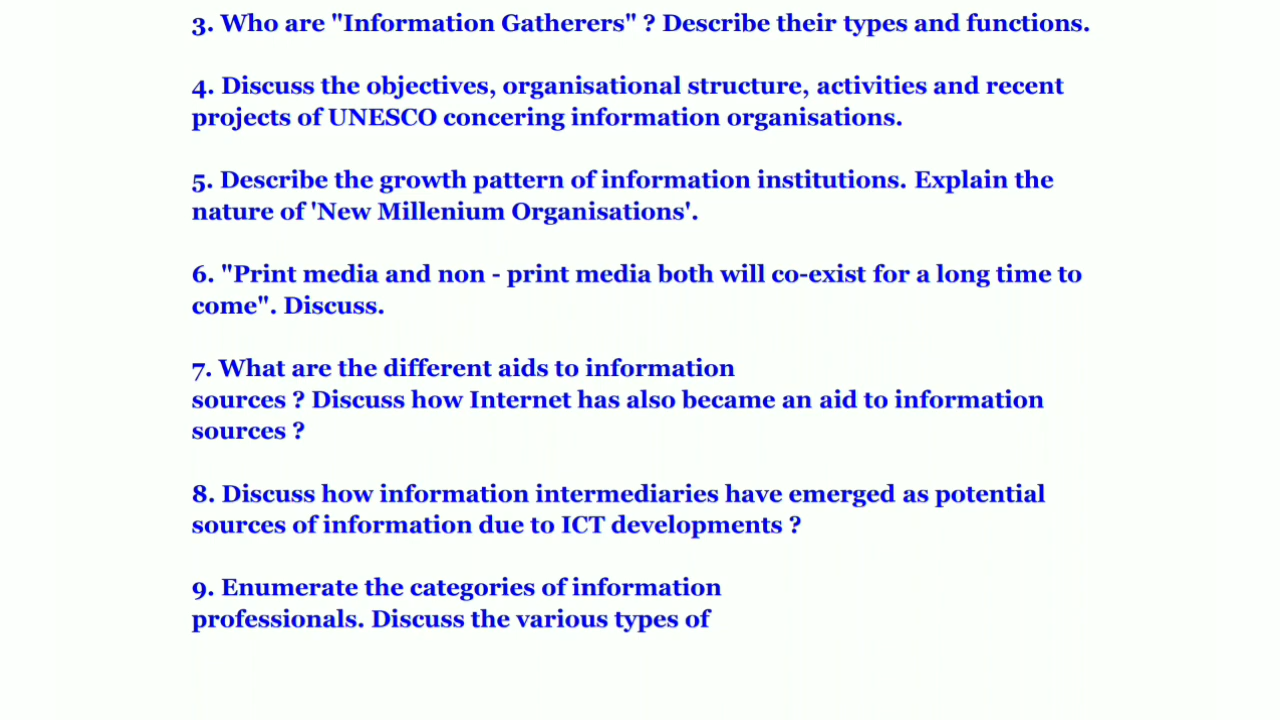 3. Who are "Information Gatherers" ? Describe their types and functions.
4. Discuss the objectives, organisational structure, activities and recent
projects of UNESCO concering information organisations.
5. Describe the growth pattern of information institutions. Explain the
nature of 'New Millenium Organisations'.
6. "Print media and non - print media both will co-exist for a long time to
come". Discuss.
7. What are the different aids to information
sources ? Discuss how Internet has also became an aid to information
sources ?
8. Discuss how information intermediaries have emerged as potential
sources of information due to ICT developments ?
9. Enumerate the categories of information
professionals. Discuss the various types of